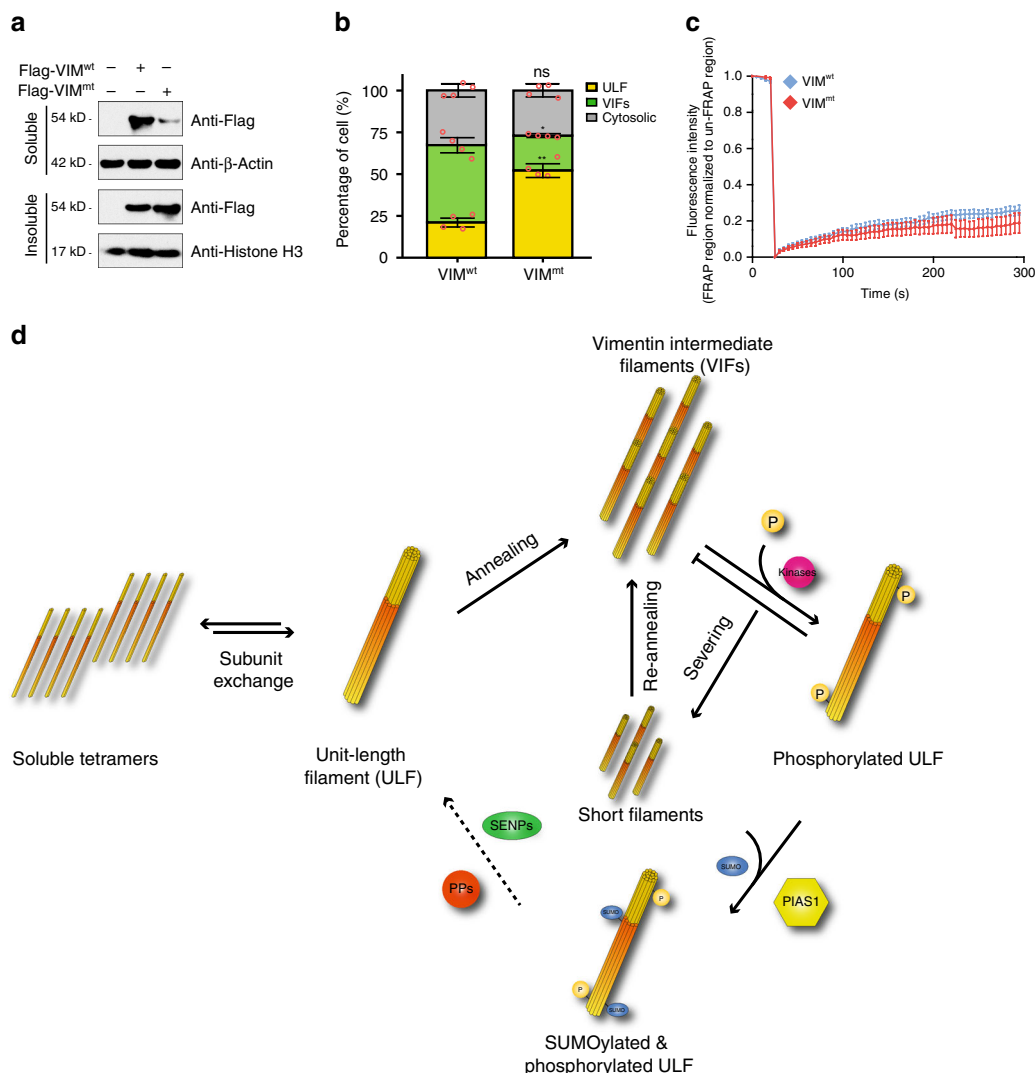 a
Flag-VIMwt – + –
Flag-VIMmt – – +
Soluble
54 kD - Anti-Flag
42 kD - Anti-β-Actin
Insoluble
54 kD - Anti-Flag
17 kD - Anti-Histone H3
b
Percentage of cell (%)
100
75
50
25
0
ns
*
**
VIMwt
VIMmt
ULF
VIFs
Cytosolic
c
Fluorescence intensity
(FRAP region normalized to un-FRAP region)
1.0
0.8
0.6
0.4
0.2
0.0
0 100 200 300
Time (s)
VIMwt
VIMmt
d
Vimentin intermediate
filaments (VIFs)
Annealing
P
Kinases
Re-annealing
Severing
P
P
Subunit
exchange
Soluble tetramers
Unit-length
filament (ULF)
Short filaments
Phosphorylated ULF
SENPs
PPs
SUMO
PIAS1
SUMO
P
P
SUMO
SUMOylated &
phosphorylated ULF